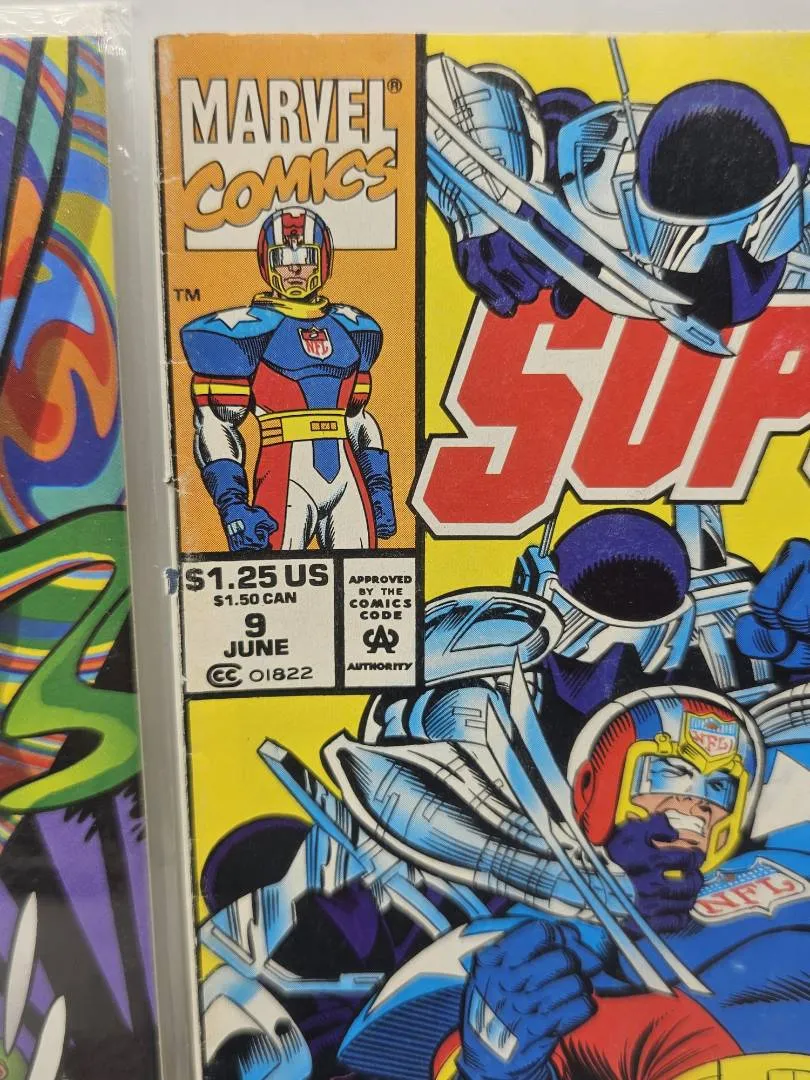 MARVEL®
COMICS
TM
NFL
SUP
$1.25 US
$1.50 CAN
9
JUNE
CC 01822
APPROVED
BY THE
COMICS
CODE
CA
AUTHORITY
NFL
NFL